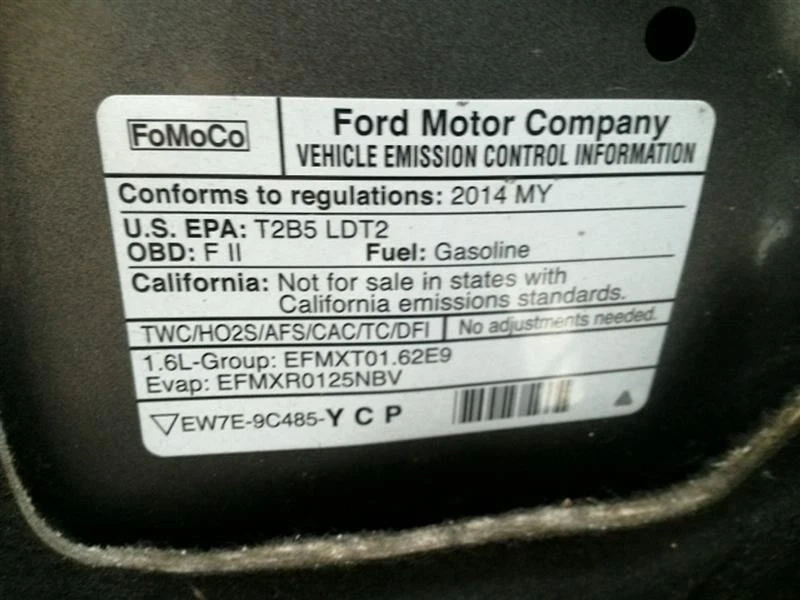 FoMoCo
Ford Motor Company
VEHICLE EMISSION CONTROL INFORMATION
Conforms to regulations: 2014 MY
U.S. EPA: T2B5 LDT2
OBD: F II Fuel: Gasoline
California: Not for sale in states with
California emissions standards.
TWC/HO2S/AFS/CAC/TC/DFI No adjustments needed.
1.6L-Group: EFMXT01.62E9
Evap: EFMXR0125NBV
EW7E-9C485-Y C P